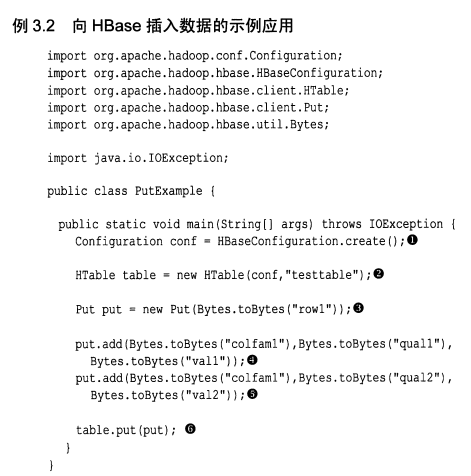 例 3.2 向 HBase 插入数据的示例应用
import org.apache.hadoop.conf.Configuration;
import org.apache.hadoop.hbase.HBaseConfiguration;
import org.apache.hadoop.hbase.client.HTable;
import org.apache.hadoop.hbase.client.Put;
import org.apache.hadoop.hbase.util.Bytes;
import java.io.IOException;
public class PutExample {
public static void main(String[] args) throws IOException {
Configuration conf = HBaseConfiguration.create();❶
HTable table = new HTable(conf,"testtable");❷
Put put = new Put(Bytes.toBytes("row1"));❸
put.add(Bytes.toBytes("colfam1"),Bytes.toBytes("qual1"),
Bytes.toBytes("val1"));❹
put.add(Bytes.toBytes("colfam1"),Bytes.toBytes("qual2"),
Bytes.toBytes("val2"));❺
table.put(put); ❻
}
}